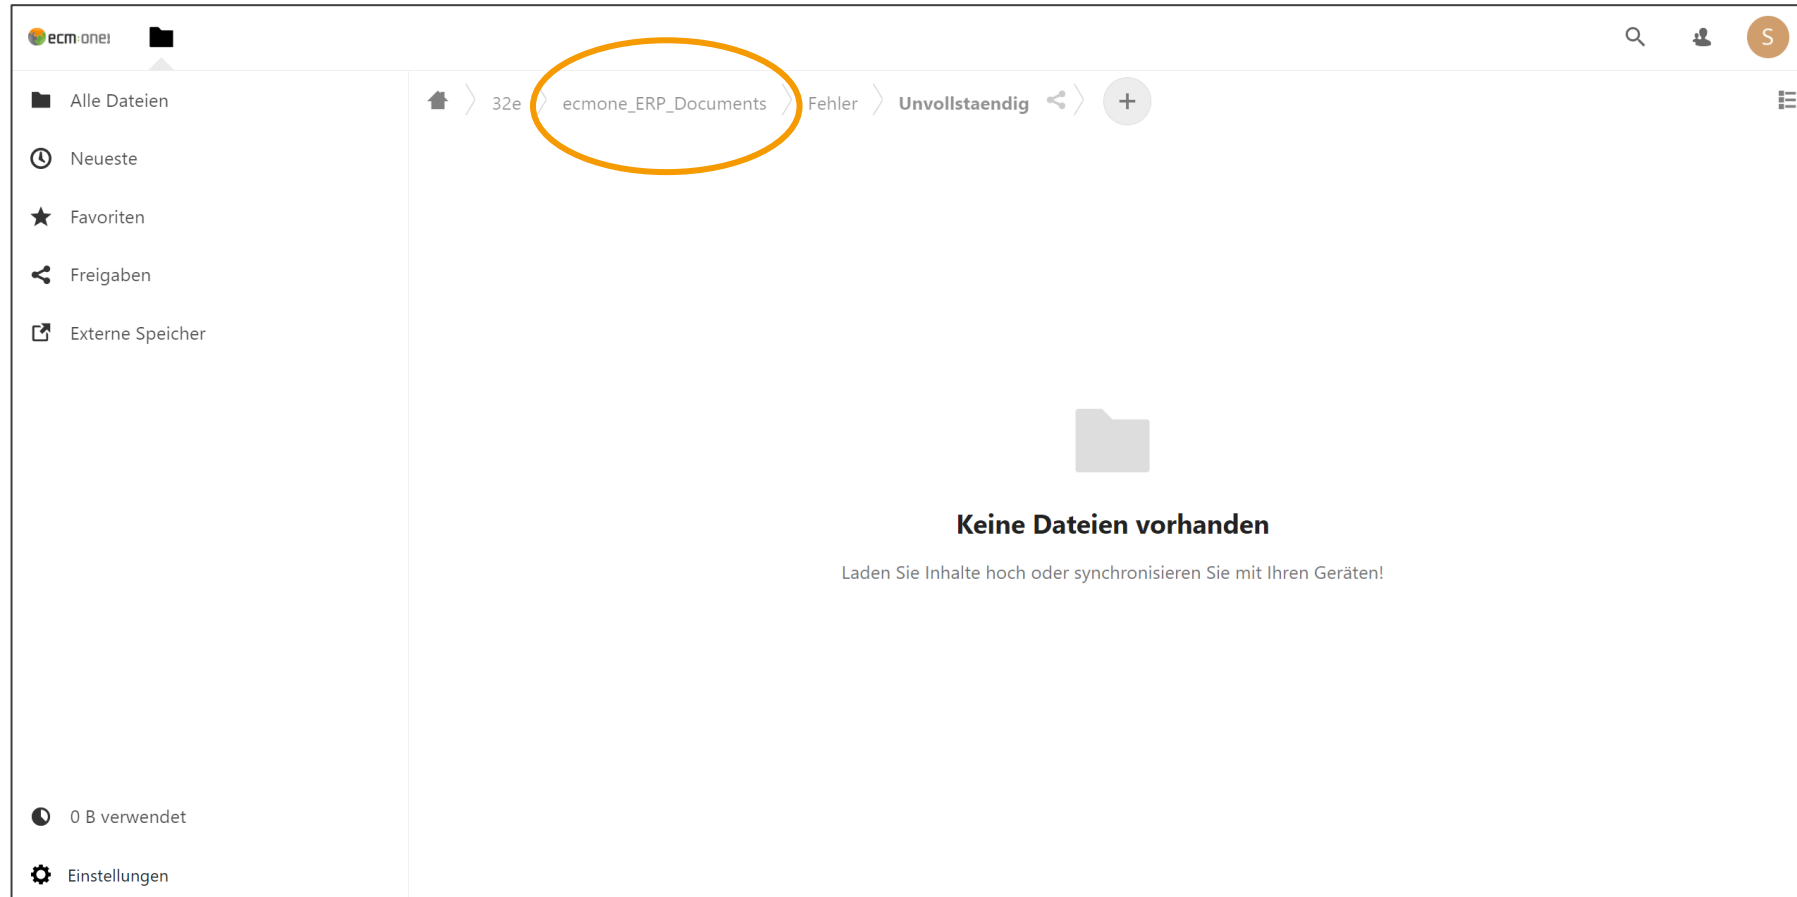 ecm:one
S
Alle Dateien
32e ecmone_ERP_Documents Fehler Unvollstaendig +
Neueste
Favoriten
Freigaben
Externe Speicher
Keine Dateien vorhanden
Laden Sie Inhalte hoch oder synchronisieren Sie mit Ihren Geräten!
0 B verwendet
Einstellungen